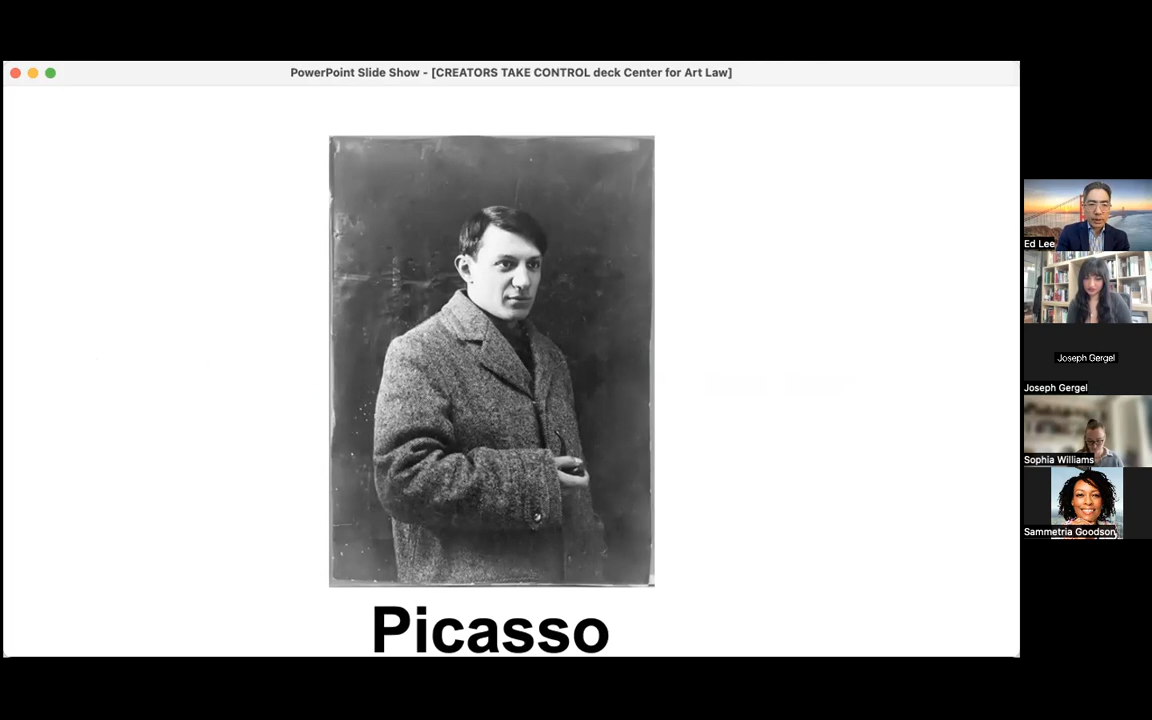 PowerPoint Slide Show - [CREATORS TAKE CONTROL deck Center for Art Law]
Picasso
Ed Lee
Joseph Gergel
Joseph Gergel
Sophia Williams
Sammetria Goodson